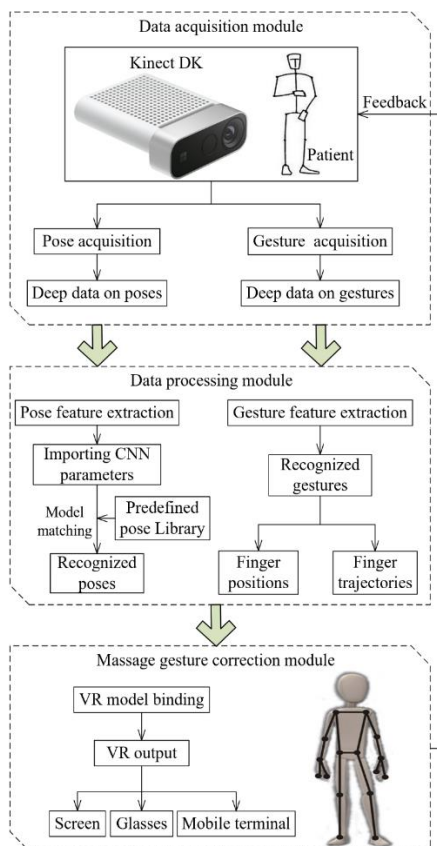 Data acquisition module
Kinect DK
Patient
Feedback
Pose acquisition
Gesture acquisition
Deep data on poses
Deep data on gestures
Data processing module
Pose feature extraction
Gesture feature extraction
Importing CNN
parameters
Recognized
gestures
Model
matching
Predefined
pose Library
Recognized
poses
Finger
positions
Finger
trajectories
Massage gesture correction module
VR model binding
VR output
Screen
Glasses
Mobile terminal